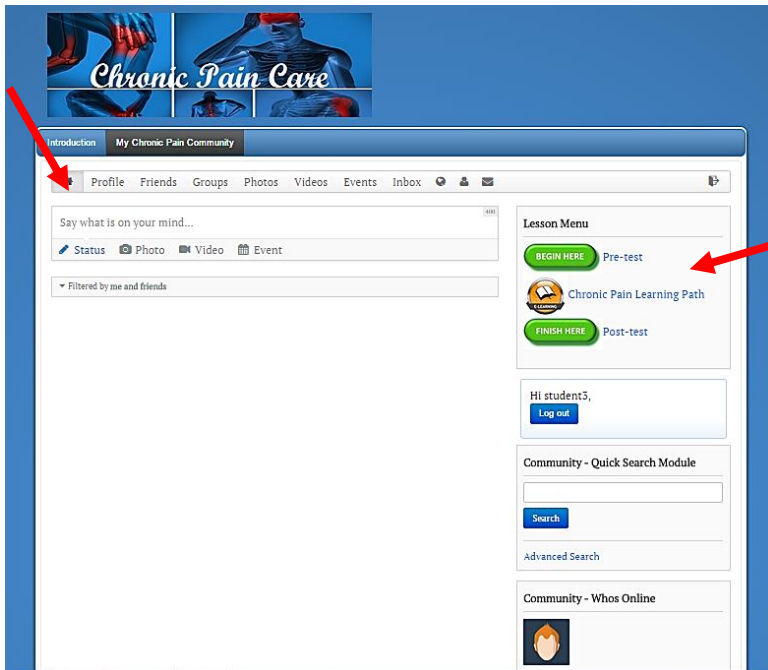 Chronic Pain Care
Introduction My Chronic Pain Community
Profile Friends Groups Photos Videos Events Inbox
Say what is on your mind...
Status Photo Video Event
Filtered by me and friends
Lesson Menu
BEGIN HERE Pre-test
E-LEARNING Chronic Pain Learning Path
FINISH HERE Post-test
Hi student3,
Log out
Community - Quick Search Module
Search
Advanced Search
Community - Whos Online